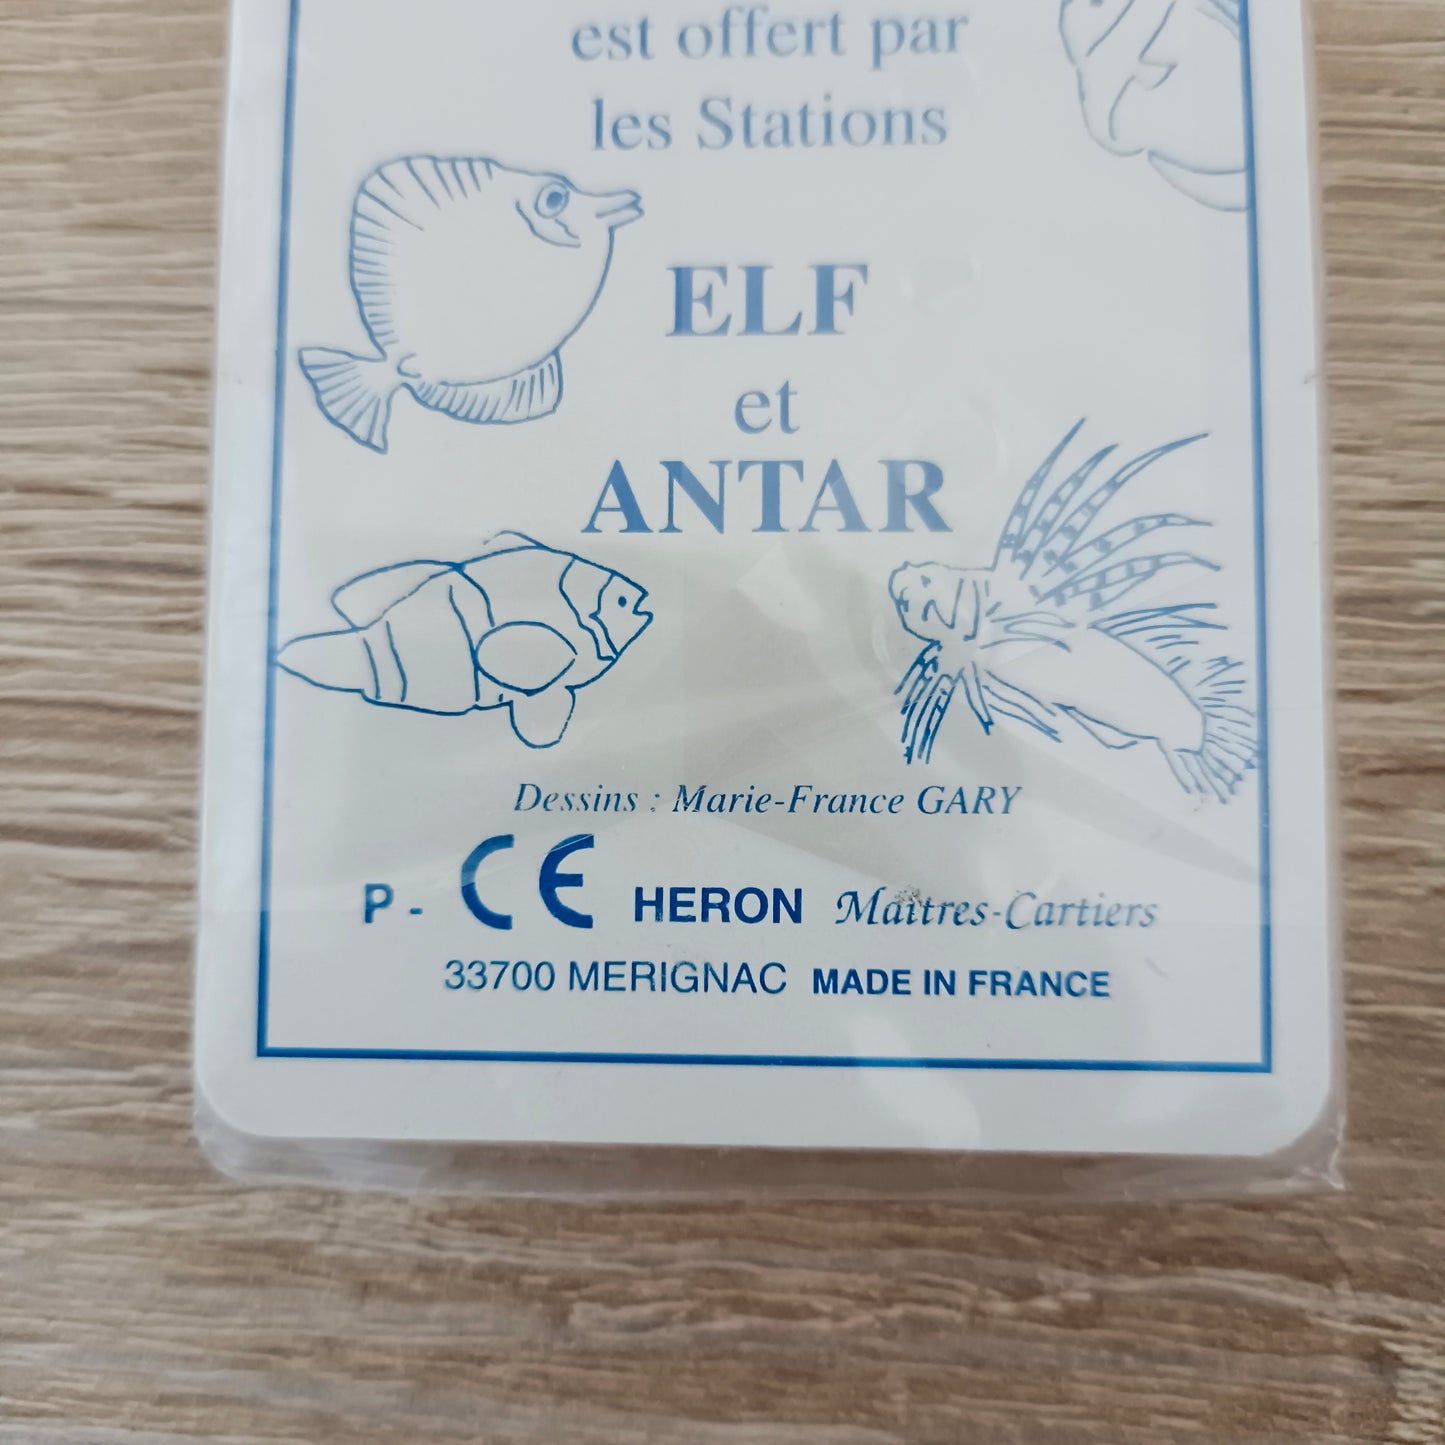 est offert par
les Stations
ELF
et
ANTAR
Dessins : Marie-France GARY
P - CE HERON Maîtres-Cartiers
33700 MERIGNAC MADE IN FRANCE